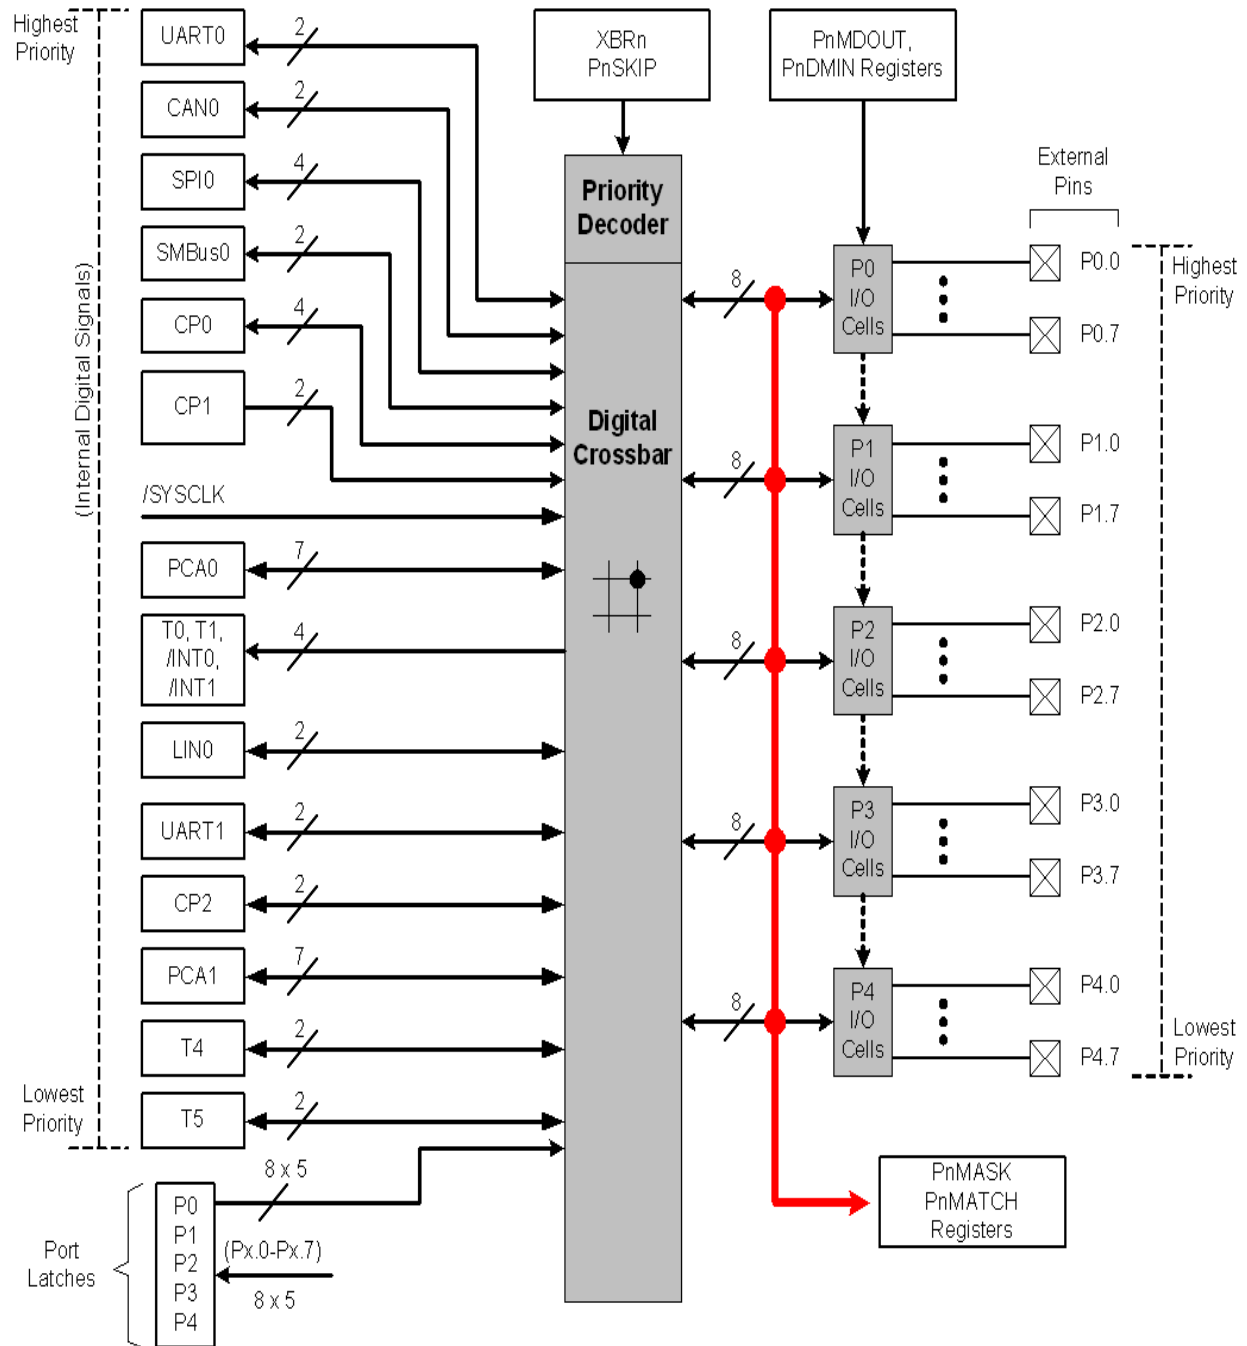 Highest
Priority
(Internal Digital Signals)
Lowest
Priority
UART0
2
CAN0
2
SPI0
4
SMBus0
2
CP0
4
CP1
2
/SYSCLK
PCA0
7
T0, T1,
/INT0,
/INT1
4
LIN0
2
UART1
2
CP2
2
PCA1
7
T4
2
T5
2
Port
Latches
P0
P1
P2
P3
P4
8 x 5
(Px.0-Px.7)
8 x 5
XBRn
PnSKIP
Priority
Decoder
Digital
Crossbar
PnMDOUT,
PnDMIN Registers
External
Pins
8
P0
I/O
Cells
P0.0
P0.7
8
P1
I/O
Cells
P1.0
P1.7
8
P2
I/O
Cells
P2.0
P2.7
8
P3
I/O
Cells
P3.0
P3.7
8
P4
I/O
Cells
P4.0
P4.7
Highest
Priority
Lowest
Priority
PnMASK
PnMATCH
Registers